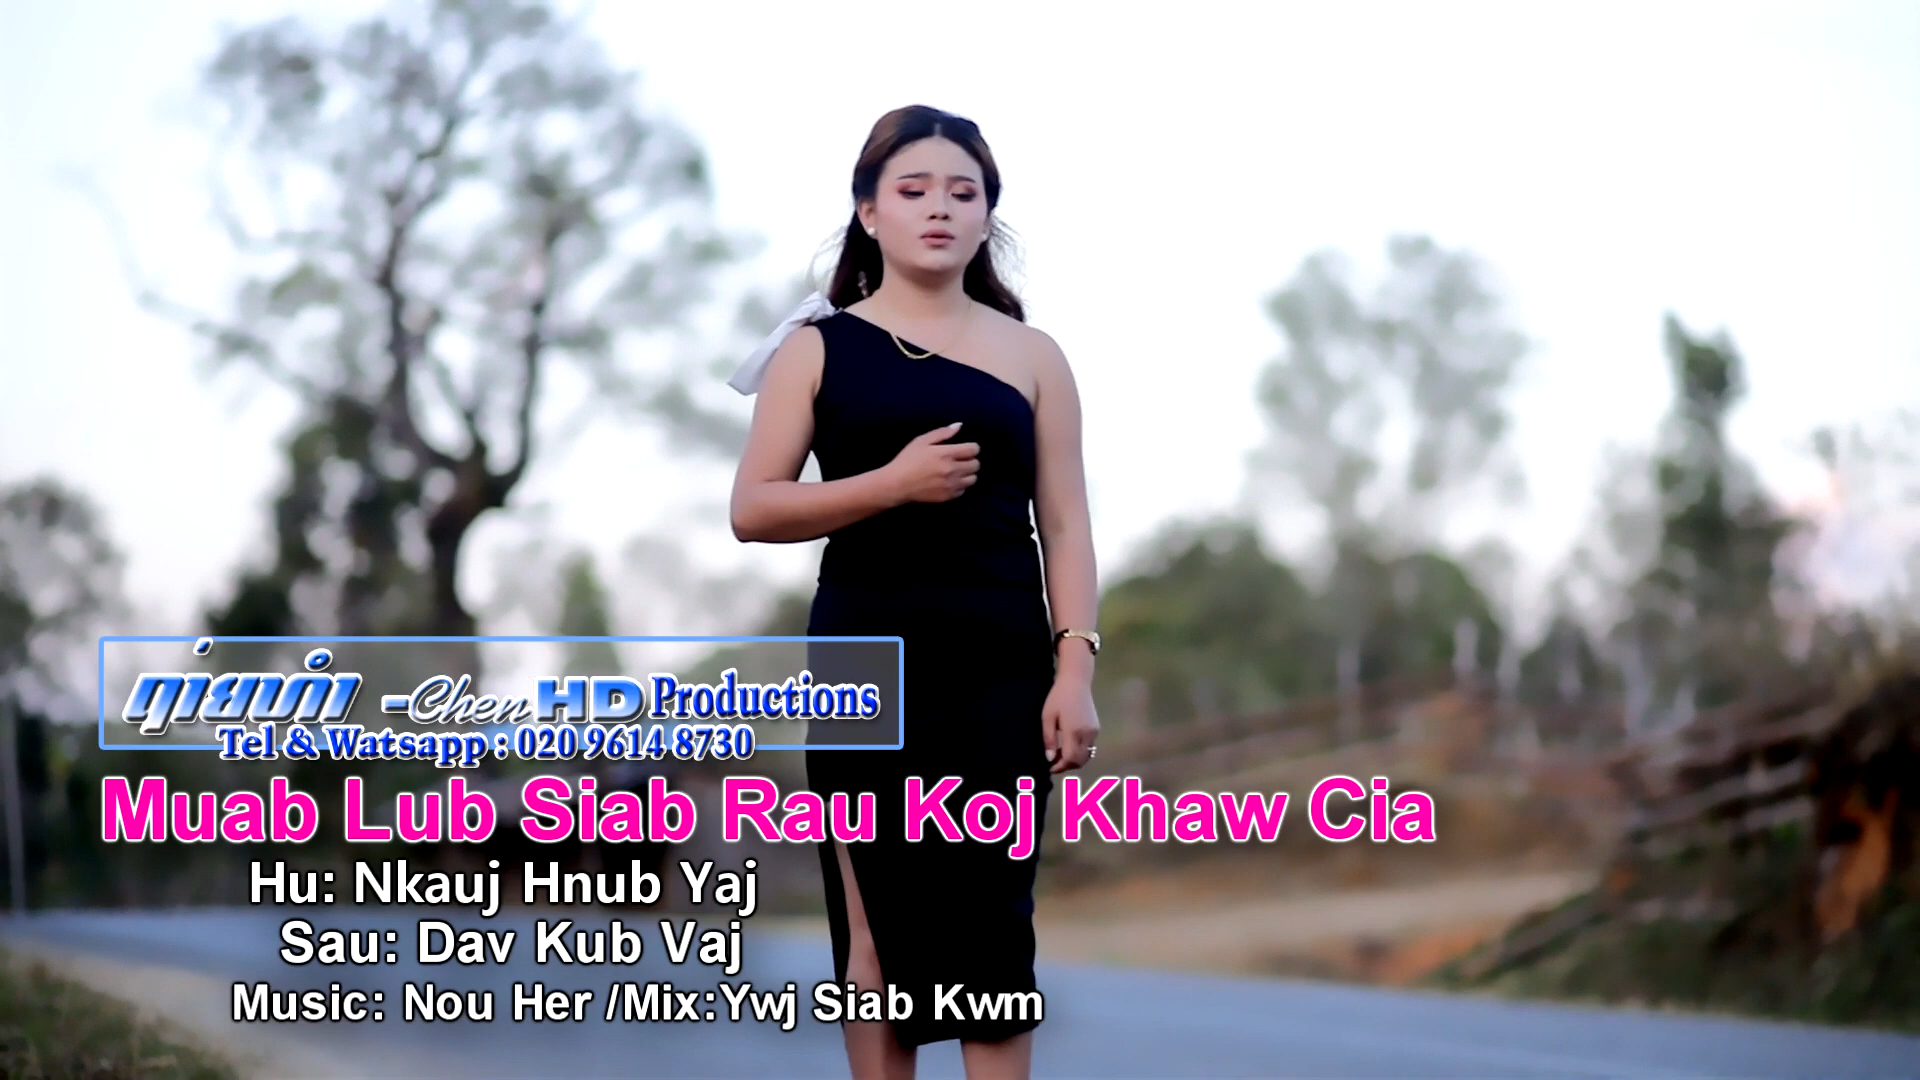 -Chen HD Productions
Tel & Watsapp : 020 9614 8730
Muab Lub Siab Rau Koj Khaw Cia
Hu: Nkauj Hnub Yaj
Sau: Dav Kub Vaj
Music: Nou Her /Mix:Ywj Siab Kwm